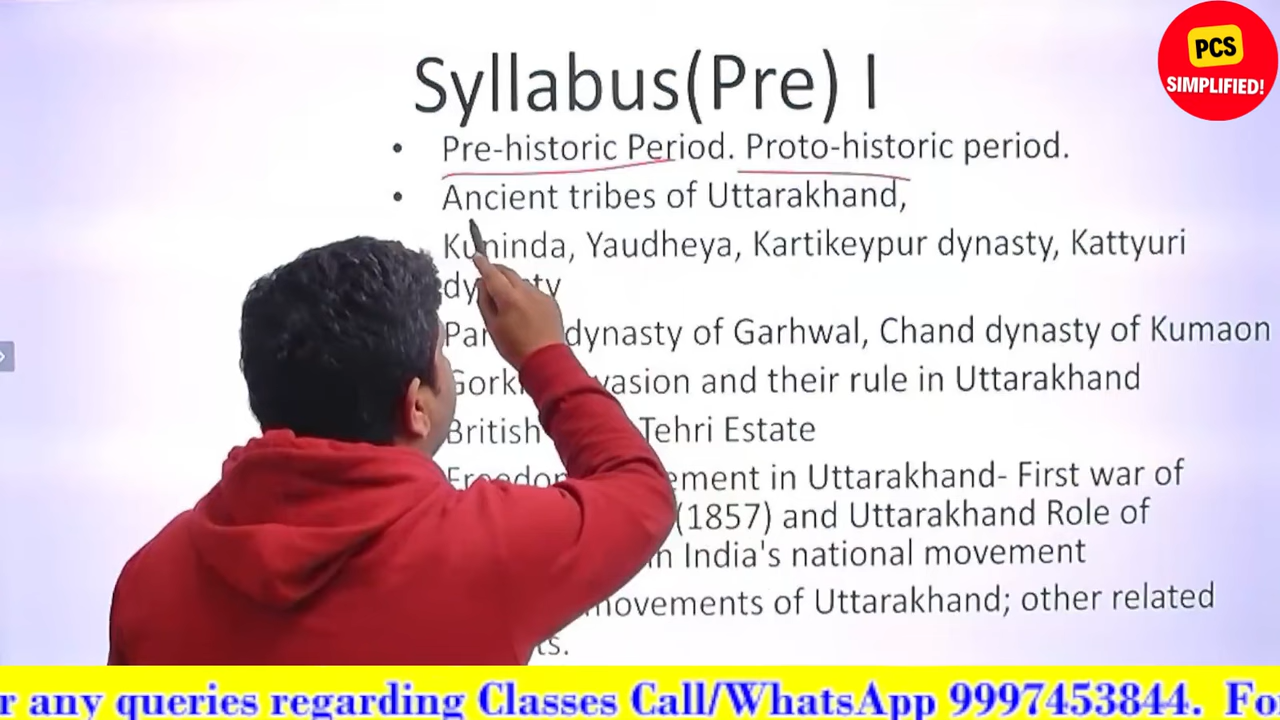 PCS
SIMPLIFIED!
Syllabus(Pre) I
• Pre-historic Period. Proto-historic period.
• Ancient tribes of Uttarakhand,
Kuninda, Yaudheya, Kartikeypur dynasty, Kattyuri
dynasty
dynasty of Garhwal, Chand dynasty of Kumaon
and their rule in Uttarakhand
British Tehri Estate
in Uttarakhand- First war of
(1857) and Uttarakhand Role of
in India's national movement
movements of Uttarakhand; other related
any queries regarding Classes Call/WhatsApp 9997453844.